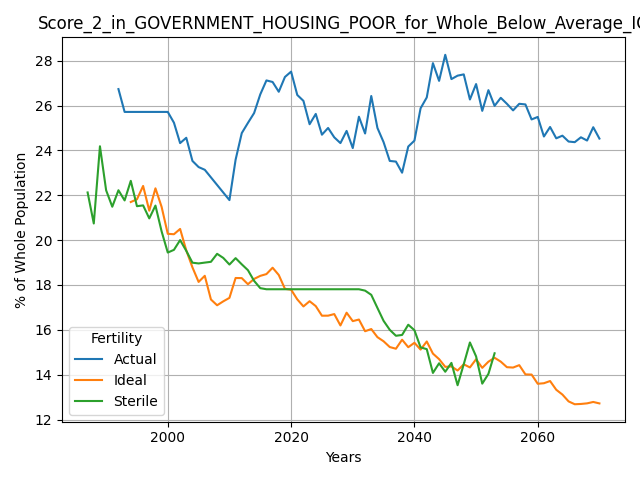 Score_2_in_GOVERNMENT_HOUSING_POOR_for_Whole_Below_Average_IQ
28
26
24
22
20
18
16
14
12
% of Whole Population
Fertility
Actual
Ideal
Sterile
2000 2020 2040 2060
Years